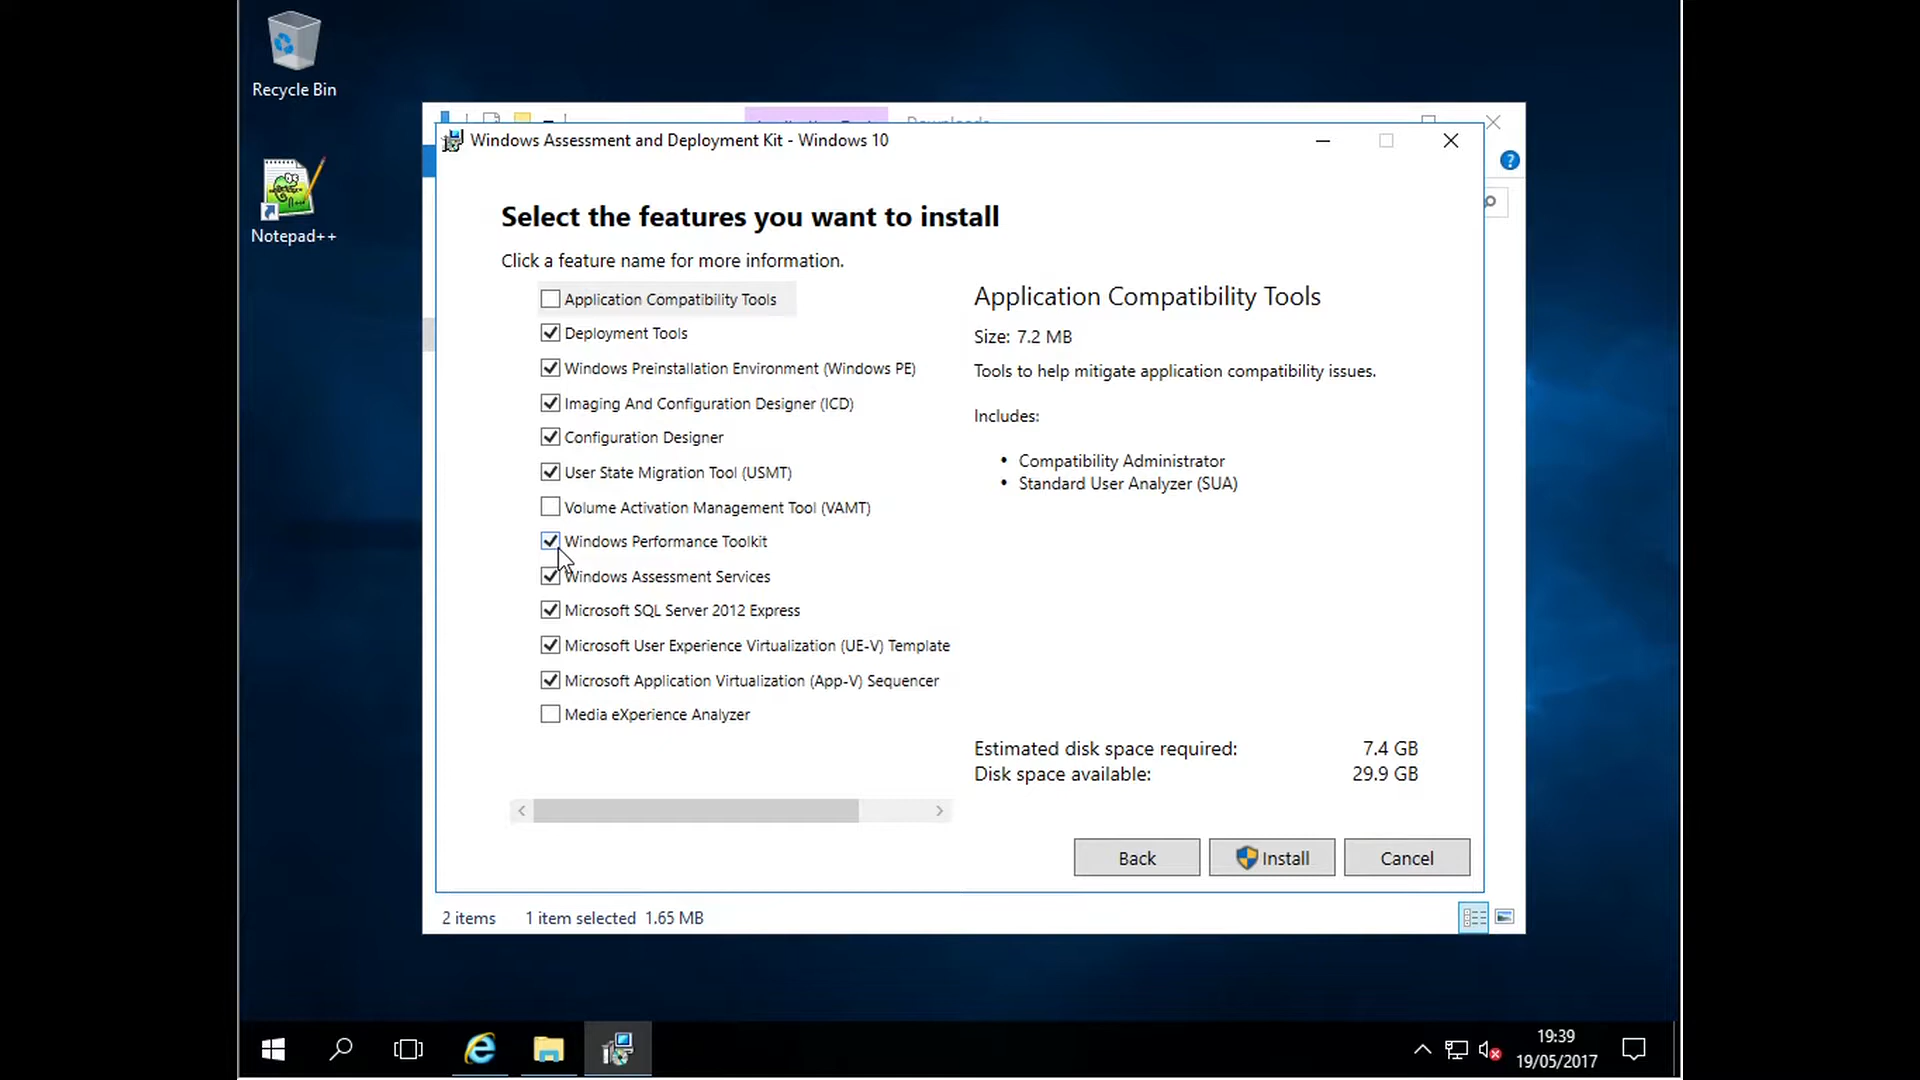 Recycle Bin
Notepad++
Downloads
Windows Assessment and Deployment Kit - Windows 10
Select the features you want to install
Click a feature name for more information.
Application Compatibility Tools
Deployment Tools
Windows Preinstallation Environment (Windows PE)
Imaging And Configuration Designer (ICD)
Configuration Designer
User State Migration Tool (USMT)
Volume Activation Management Tool (VAMT)
Windows Performance Toolkit
Windows Assessment Services
Microsoft SQL Server 2012 Express
Microsoft User Experience Virtualization (UE-V) Template
Microsoft Application Virtualization (App-V) Sequencer
Media eXperience Analyzer
Application Compatibility Tools
Size: 7.2 MB
Tools to help mitigate application compatibility issues.
Includes:
• Compatibility Administrator
• Standard User Analyzer (SUA)
Estimated disk space required: 7.4 GB
Disk space available: 29.9 GB
Back
Install
Cancel
2 items 1 item selected 1.65 MB
19:39
19/05/2017